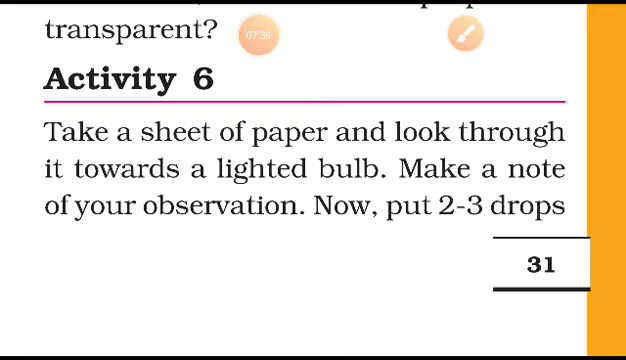 transparent?
07:39
Activity 6
Take a sheet of paper and look through
it towards a lighted bulb. Make a note
of your observation. Now, put 2-3 drops
31